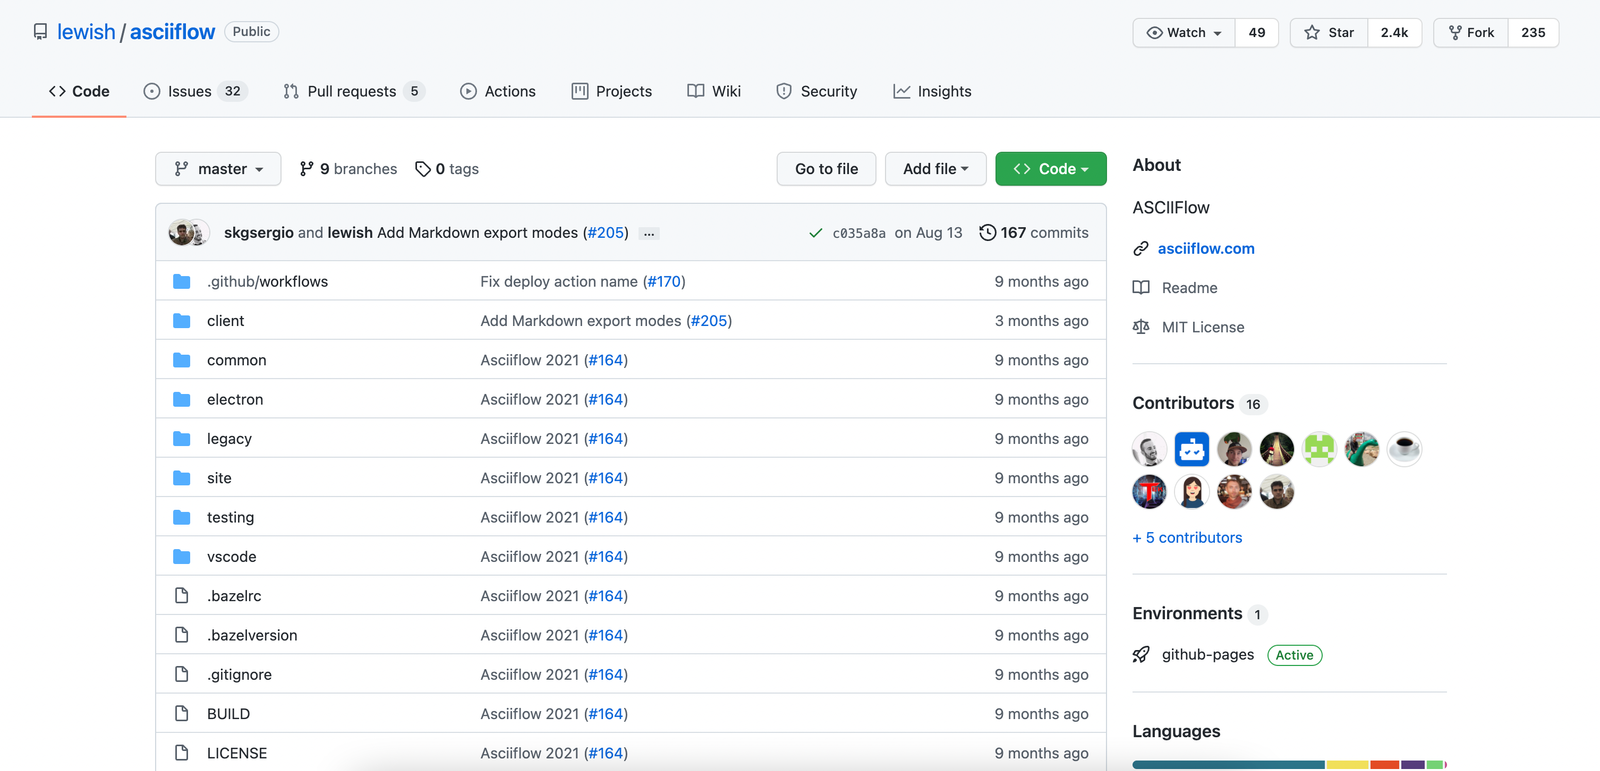 lewish / asciiflow Public Watch 49 Star 2.4k Fork 235
Code Issues 32 Pull requests 5 Actions Projects Wiki Security Insights
master 9 branches 0 tags Go to file Add file Code
skgsergio and lewish Add Markdown export modes (#205) ... c035a8a on Aug 13 167 commits
.github/workflows Fix deploy action name (#170) 9 months ago
client Add Markdown export modes (#205) 3 months ago
common Asciiflow 2021 (#164) 9 months ago
electron Asciiflow 2021 (#164) 9 months ago
legacy Asciiflow 2021 (#164) 9 months ago
site Asciiflow 2021 (#164) 9 months ago
testing Asciiflow 2021 (#164) 9 months ago
vscode Asciiflow 2021 (#164) 9 months ago
.bazelrc Asciiflow 2021 (#164) 9 months ago
.bazelversion Asciiflow 2021 (#164) 9 months ago
.gitignore Asciiflow 2021 (#164) 9 months ago
BUILD Asciiflow 2021 (#164) 9 months ago
LICENSE Asciiflow 2021 (#164) 9 months ago
About
ASCIIFlow
asciiflow.com
Readme
MIT License
Contributors 16
+ 5 contributors
Environments 1
github-pages Active
Languages